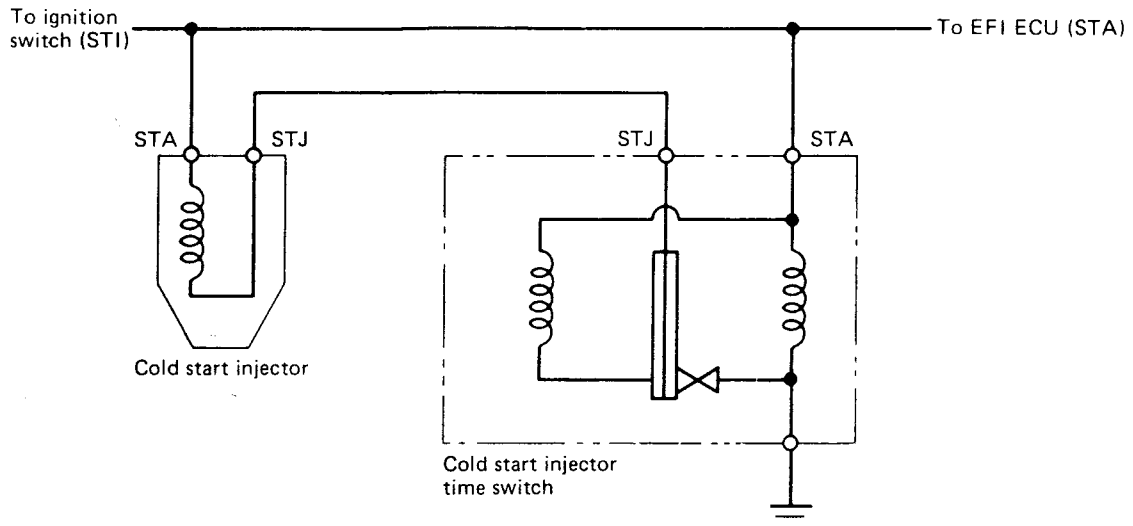 To ignition
switch (STI)
To EFI ECU (STA)
STA
STJ
STJ
STA
Cold start injector
Cold start injector
time switch